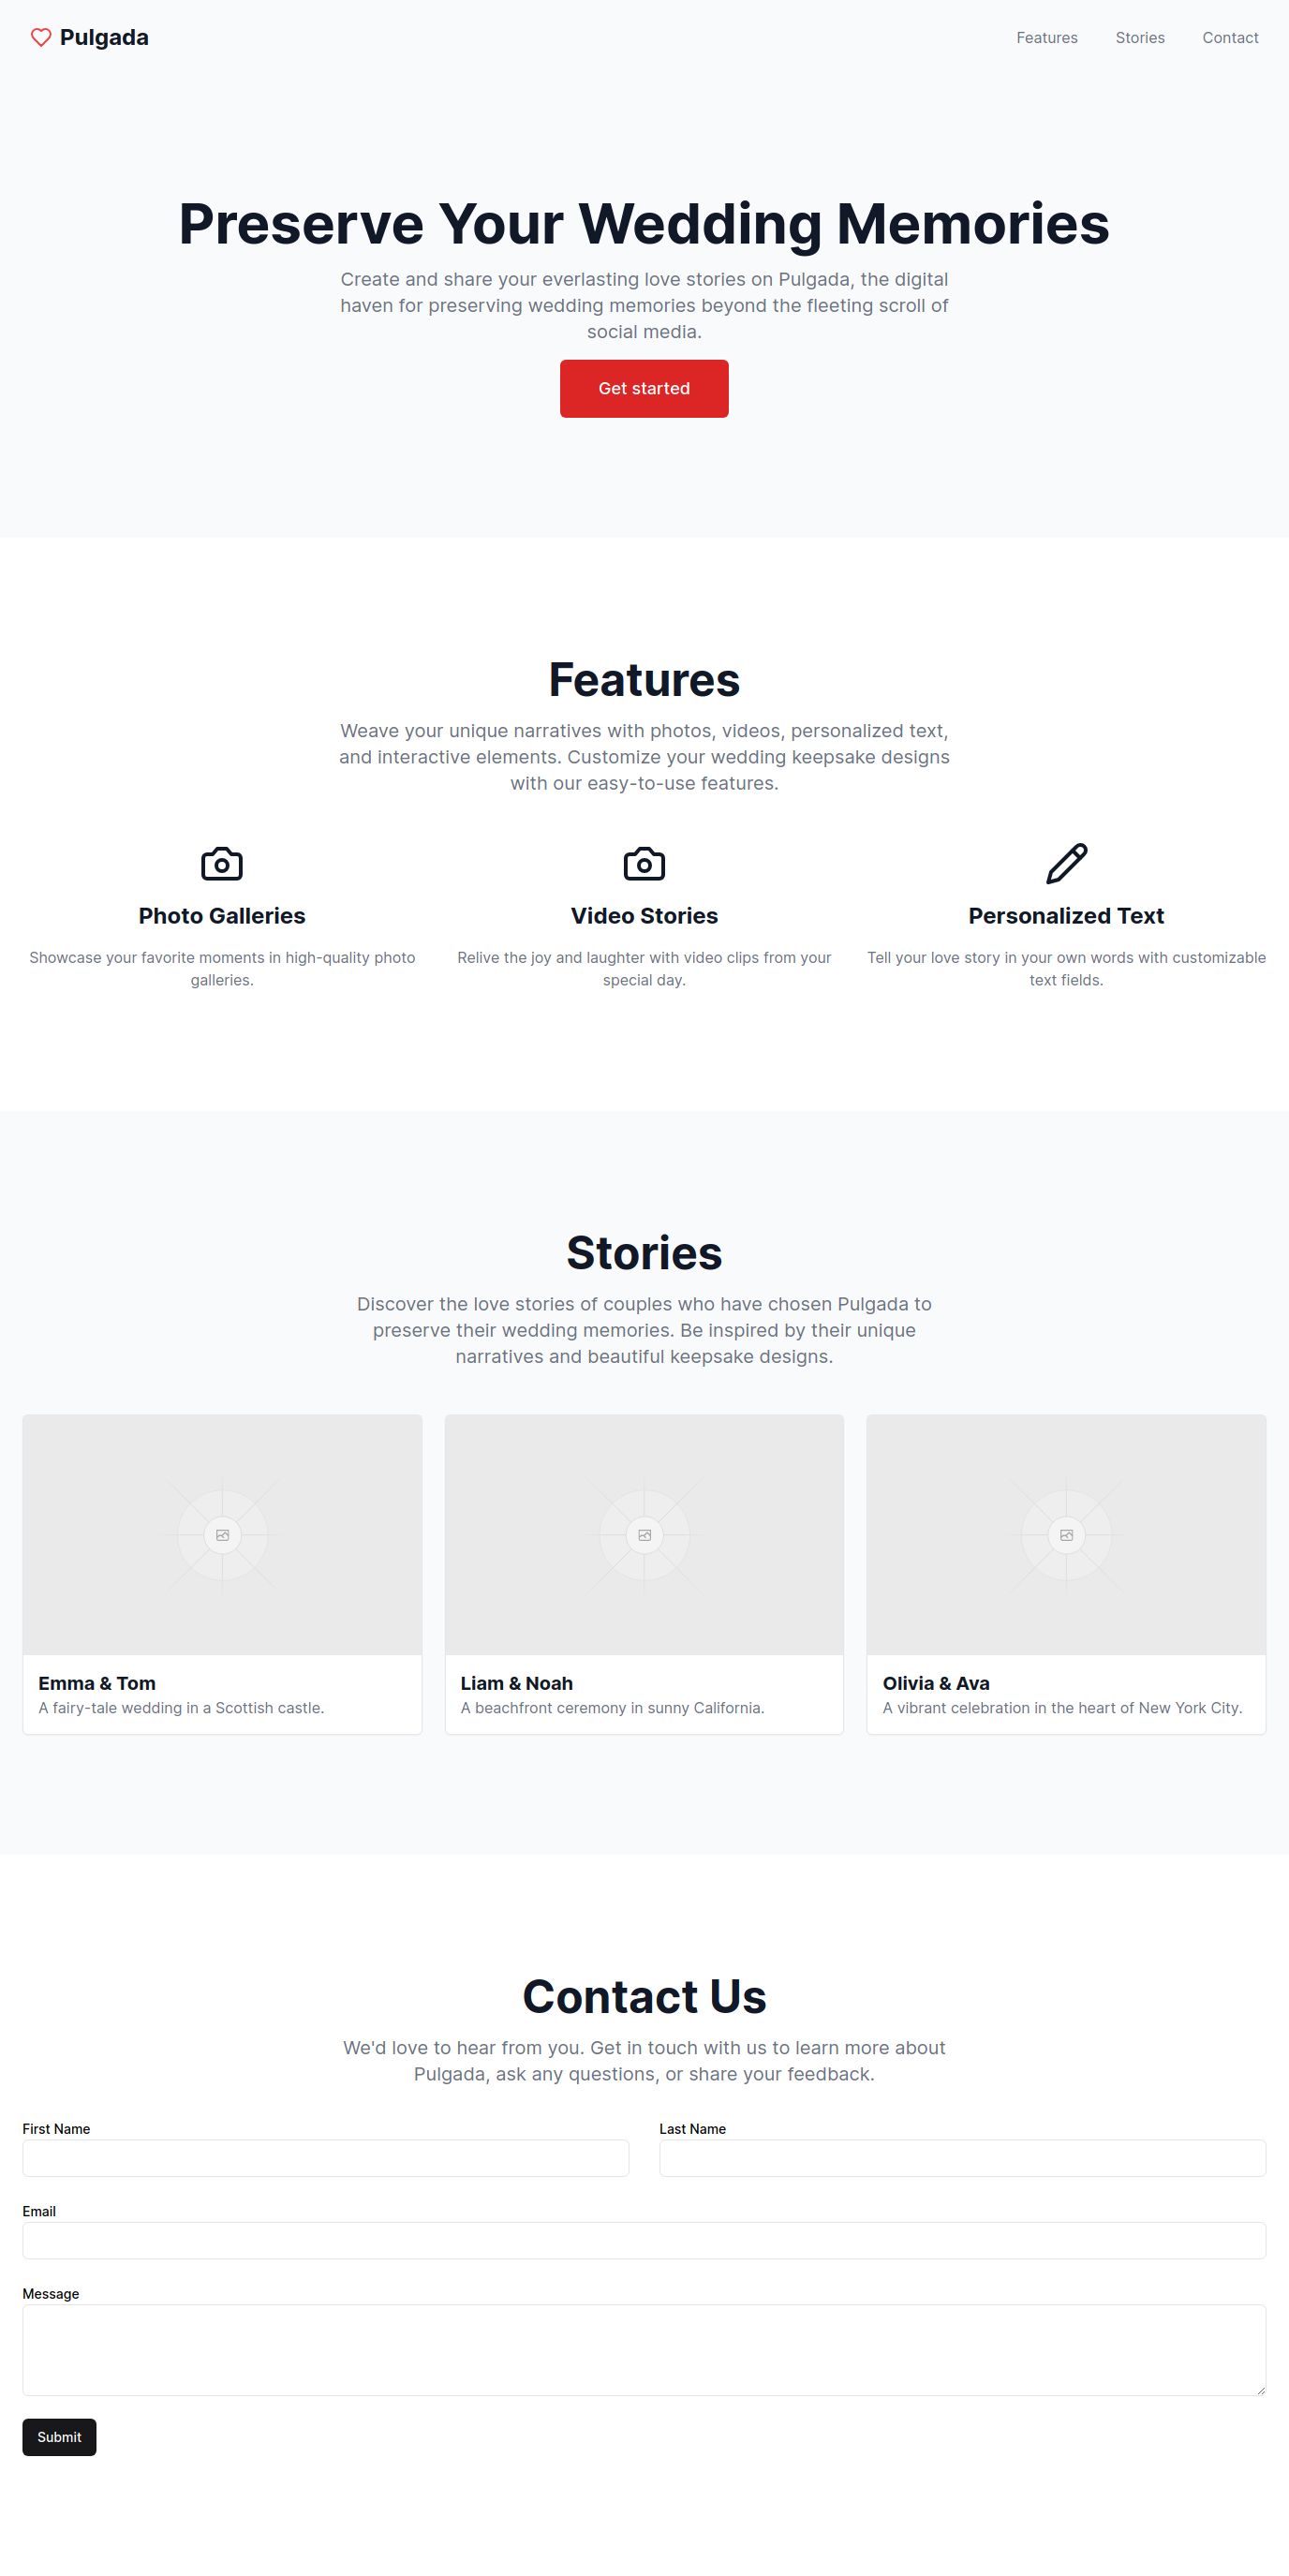 Pulgada
Features
Stories
Contact
Preserve Your Wedding Memories
Create and share your everlasting love stories on Pulgada, the digital
haven for preserving wedding memories beyond the fleeting scroll of
social media.
Get started
Features
Weave your unique narratives with photos, videos, personalized text,
and interactive elements. Customize your wedding keepsake designs
with our easy-to-use features.
Photo Galleries
Showcase your favorite moments in high-quality photo
galleries.
Video Stories
Relive the joy and laughter with video clips from your
special day.
Personalized Text
Tell your love story in your own words with customizable
text fields.
Stories
Discover the love stories of couples who have chosen Pulgada to
preserve their wedding memories. Be inspired by their unique
narratives and beautiful keepsake designs.
Emma & Tom
A fairy-tale wedding in a Scottish castle.
Liam & Noah
A beachfront ceremony in sunny California.
Olivia & Ava
A vibrant celebration in the heart of New York City.
Contact Us
We'd love to hear from you. Get in touch with us to learn more about
Pulgada, ask any questions, or share your feedback.
First Name
Last Name
Email
Message
Submit